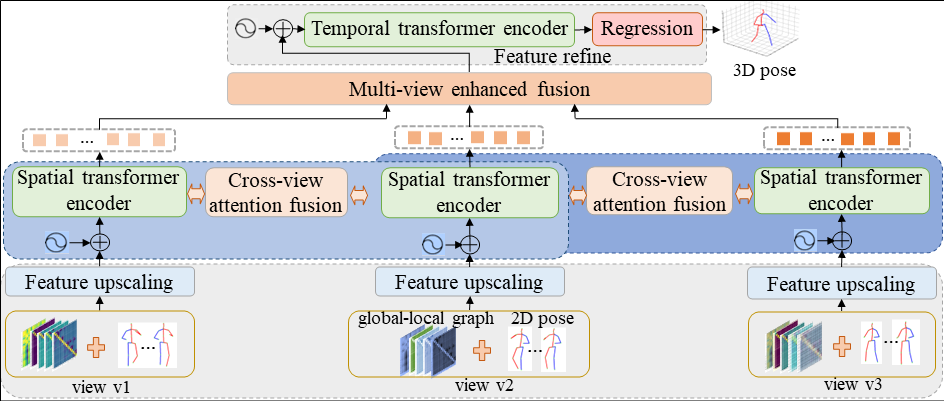 Temporal transformer encoder
Regression
Feature refine
3D pose
Multi-view enhanced fusion
...
...
...
Spatial transformer
encoder
Cross-view
attention fusion
Spatial transformer
encoder
Cross-view
attention fusion
Spatial transformer
encoder
Feature upscaling
Feature upscaling
Feature upscaling
global-local graph
2D pose
...
...
...
view v1
view v2
view v3